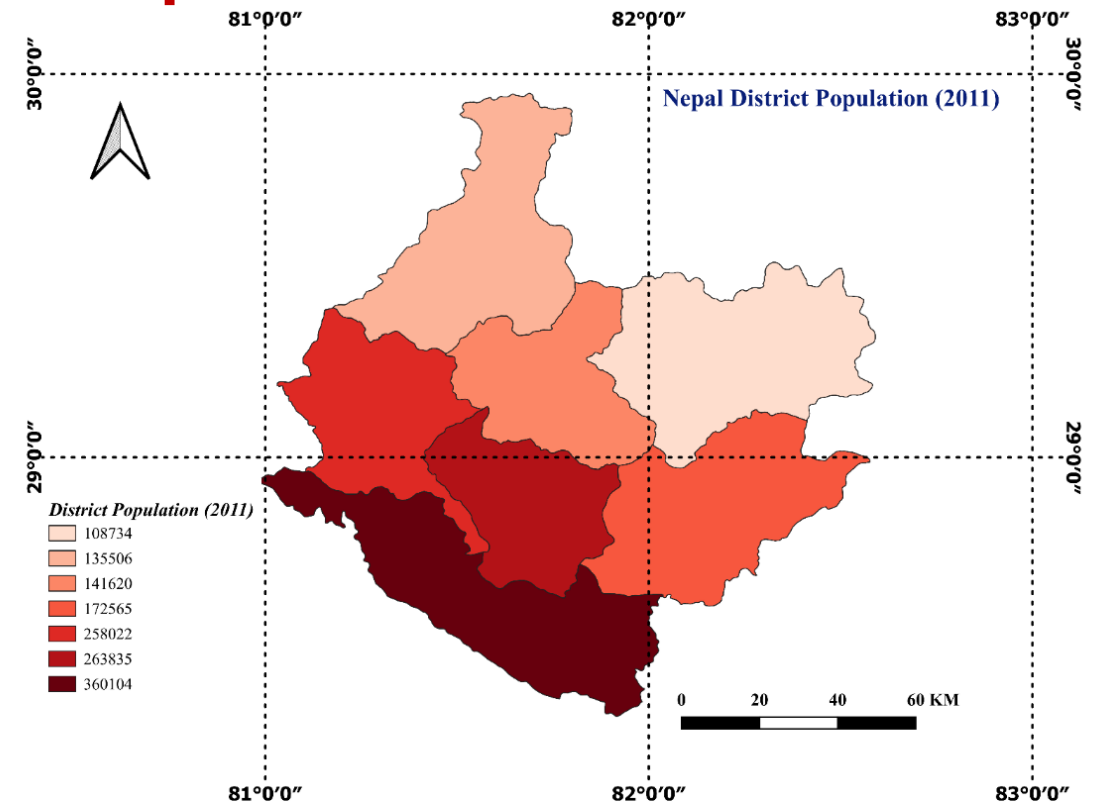 81°0′0″ 82°0′0″ 83°0′0″
30°0′0″ 30°0′0″
Nepal District Population (2011)
29°0′0″ 29°0′0″
District Population (2011)
108734
135506
141620
172565
258022
263835
360104
0 20 40 60 KM
81°0′0″ 82°0′0″ 83°0′0″